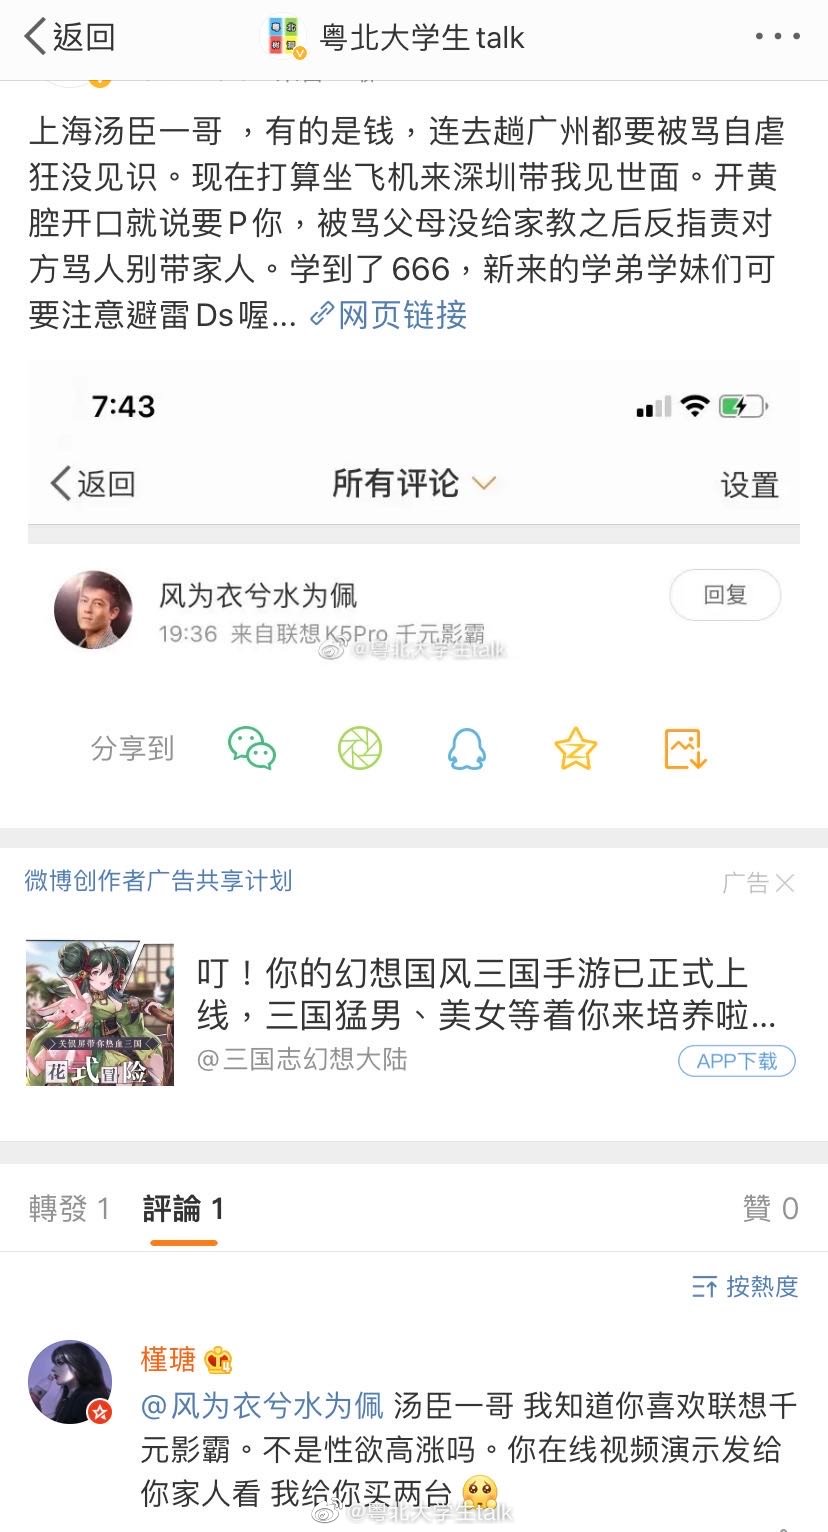 返回
粤北大学生talk
上海汤臣一哥，有的是钱，连去趟广州都要被骂自虐
狂没见识。现在打算坐飞机来深圳带我见世面。开黄
腔开口就说要P你，被骂父母没给家教之后反指责对
方骂人别带家人。学到了666，新来的学弟学妹们可
要注意避雷Ds喔... 网页链接
7:43
返回
所有评论
设置
风为衣兮水为佩
回复
19:36 来自联想K5Pro 千元影霸
@粤北大学生talk
分享到
微博创作者广告共享计划
广告
叮！你的幻想国风三国手游已正式上
线，三国猛男、美女等着你来培养啦...
关银屏带你热血三国
花式冒险
@三国志幻想大陆
APP下载
轉發 1
評論 1
贊 0
按熱度
槿瑭
@风为衣兮水为佩 汤臣一哥 我知道你喜欢联想千
元影霸。不是性欲高涨吗。你在线视频演示发给
你家人看 我给你买两台🥺
@粤北大学生talk